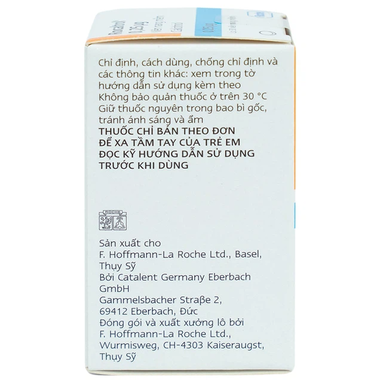 Rocaltrol
0,25 µg
Calcitriol
Chỉ định, cách dùng, chống chỉ định và
các thông tin khác: xem trong tờ
hướng dẫn sử dụng kèm theo
Không bảo quản thuốc ở trên 30 °C
Giữ thuốc nguyên trong bao bì gốc,
tránh ánh sáng và ẩm
THUỐC CHỈ BÁN THEO ĐƠN
ĐỂ XA TẦM TAY CỦA TRẺ EM
ĐỌC KỸ HƯỚNG DẪN SỬ DỤNG
TRƯỚC KHI DÙNG
Sản xuất cho
F. Hoffmann-La Roche Ltd., Basel,
Thụy Sỹ
Bởi Catalent Germany Eberbach
GmbH
Gammelsbacher Straße 2,
69412 Eberbach, Đức
Đóng gói và xuất xưởng lô bởi
F. Hoffmann-La Roche Ltd.,
Wurmisweg, CH-4303 Kaiseraugst,
Thụy Sỹ